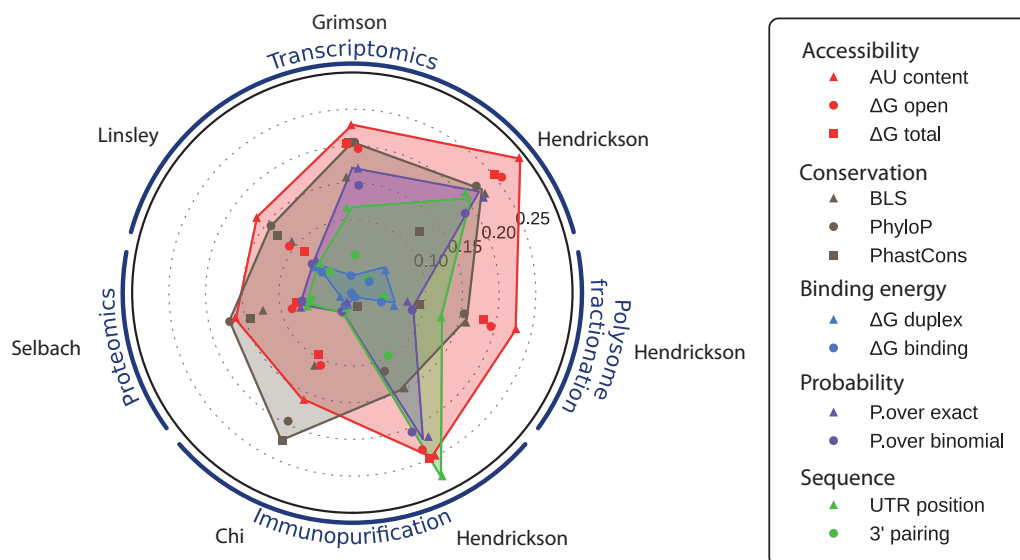 Grimson
Transcriptomics
Linsley
Hendrickson
0.25
0.20
0.15
0.10
Polysome
fractionation
Hendrickson
Proteomics
Selbach
Chi
Immunopurification
Hendrickson
Accessibility
AU content
ΔG open
ΔG total
Conservation
BLS
PhyloP
PhastCons
Binding energy
ΔG duplex
ΔG binding
Probability
P.over exact
P.over binomial
Sequence
UTR position
3' pairing